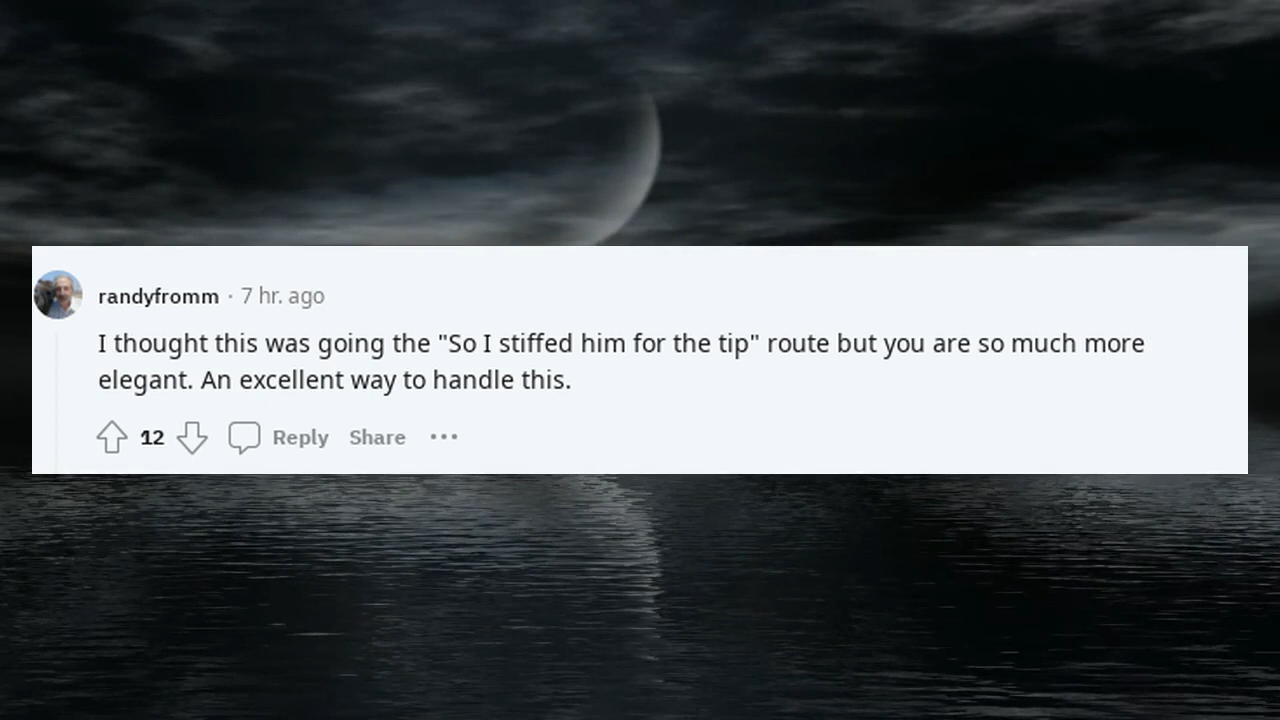 randyfromm · 7 hr. ago
I thought this was going the "So I stiffed him for the tip" route but you are so much more
elegant. An excellent way to handle this.
12 Reply Share •••